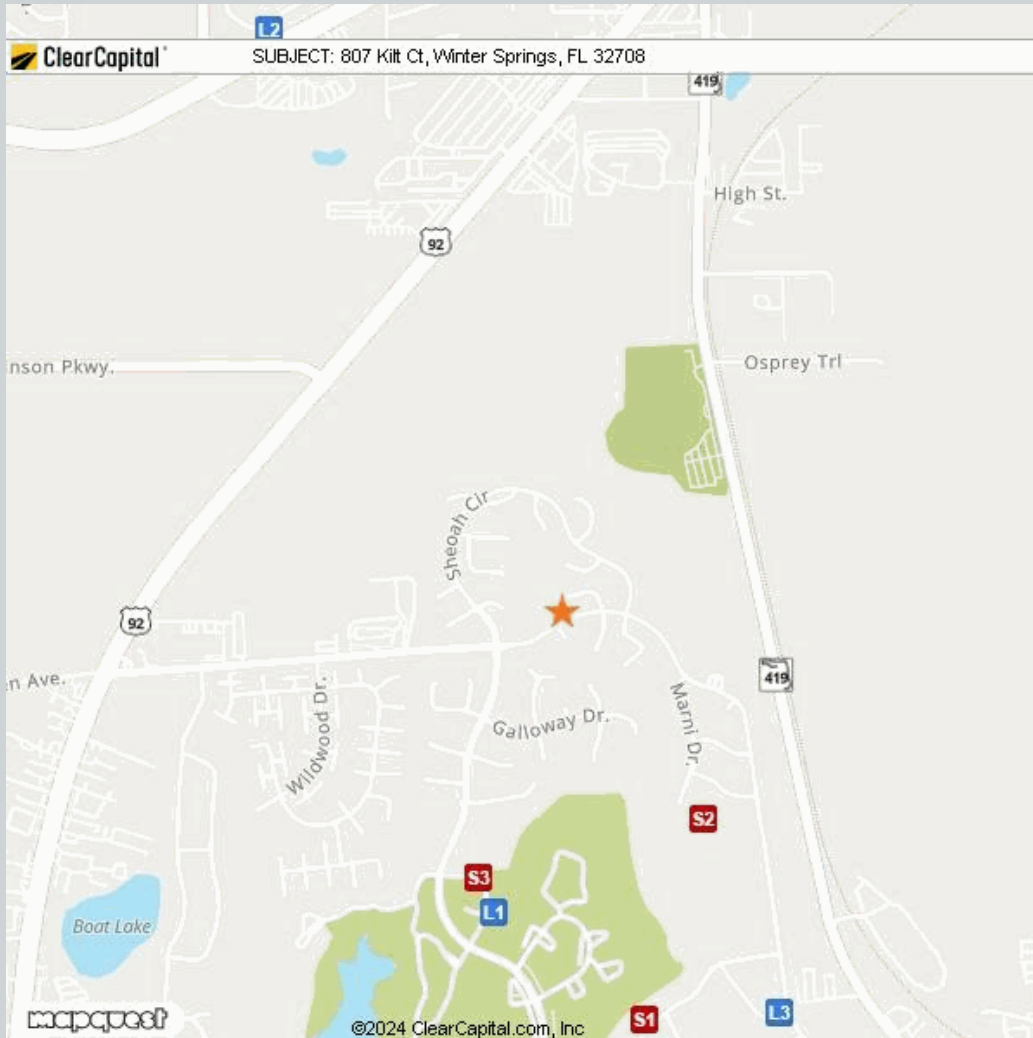 L2
ClearCapital®
SUBJECT: 807 Kilt Ct, Winter Springs, FL 32708
419
High St.
92
nson Pkwy.
Osprey Trl
Sheoah Cir
92
n Ave.
419
Marni Dr.
Galloway Dr.
Wildwood Dr.
S2
S3
L1
Boat Lake
mapquest
©2024 ClearCapital.com, Inc
S1
L3